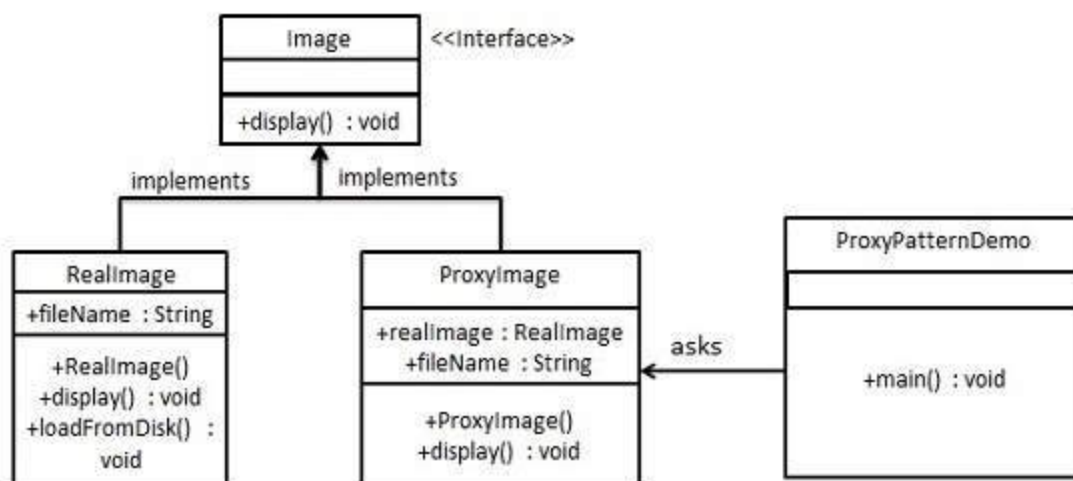 Image
<<Interface>>
+display() : void
implements
implements
RealImage
+fileName : String
+RealImage()
+display() : void
+loadFromDisk() :
void
ProxyImage
+realImage : RealImage
+fileName : String
+ProxyImage()
+display() : void
asks
ProxyPatternDemo
+main() : void